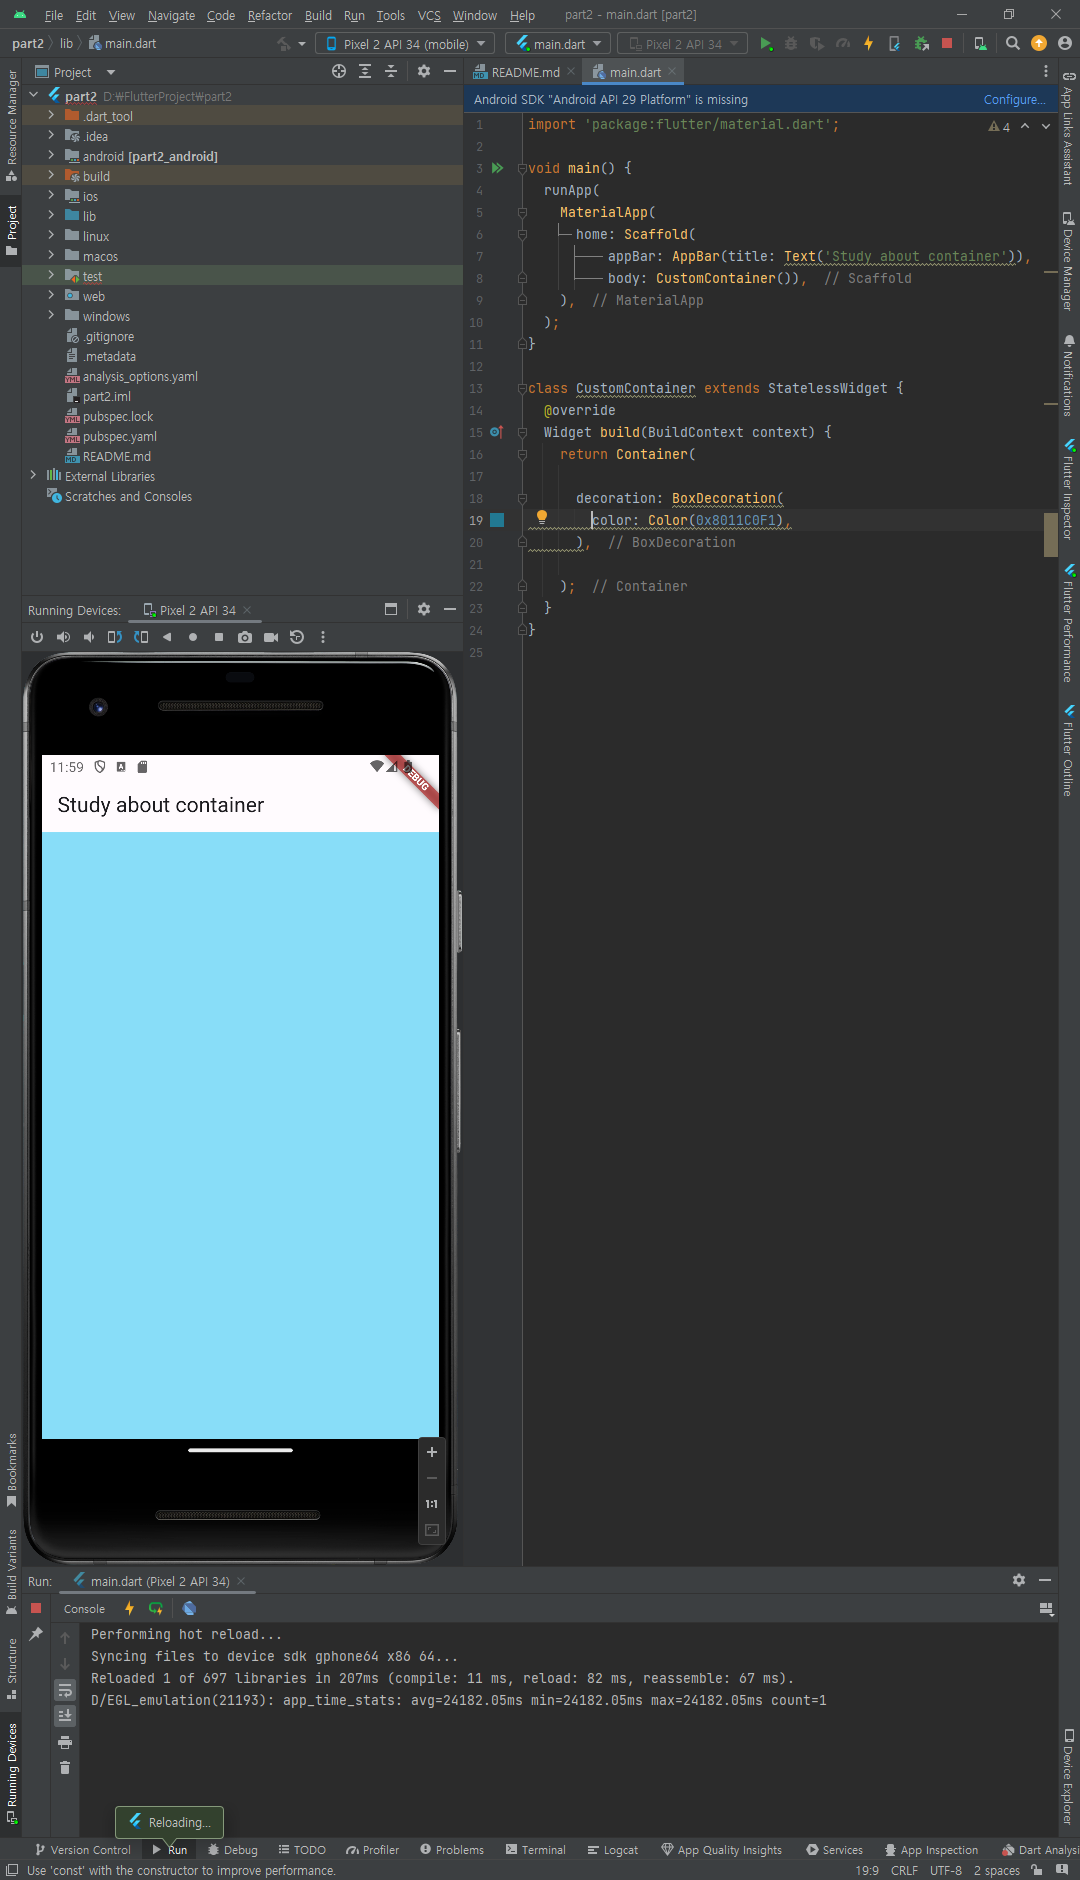 File Edit View Navigate Code Refactor Build Run Tools VCS Window Help part2 - main.dart [part2]
part2 lib main.dart Pixel 2 API 34 (mobile) main.dart Pixel 2 API 34
Project
README.md main.dart
part2 D:₩FlutterProject₩part2
.dart_tool
.idea
android [part2_android]
build
ios
lib
linux
macos
test
web
windows
.gitignore
.metadata
analysis_options.yaml
part2.iml
pubspec.lock
pubspec.yaml
README.md
External Libraries
Scratches and Consoles
Android SDK "Android API 29 Platform" is missing Configure...
4
1 import 'package:flutter/material.dart';
2
3 void main() {
4 runApp(
5 MaterialApp(
6 home: Scaffold(
7 appBar: AppBar(title: Text('Study about container')),
8 body: CustomContainer()), // Scaffold
9 ), // MaterialApp
10 );
11 }
12
13 class CustomContainer extends StatelessWidget {
14 @override
15 Widget build(BuildContext context) {
16 return Container(
17
18 decoration: BoxDecoration(
19 color: Color(0x8011C0F1),
20 ), // BoxDecoration
21
22 ); // Container
23 }
24 }
25
Resource Manager
Project
Bookmarks
Build Variants
Structure
Running Devices
App Links Assistant
Device Manager
Notifications
Flutter Inspector
Flutter Performance
Flutter Outline
Device Explorer
Running Devices: Pixel 2 API 34
11:59
Study about container
1:1
Run: main.dart (Pixel 2 API 34)
Console
Performing hot reload...
Syncing files to device sdk gphone64 x86 64...
Reloaded 1 of 697 libraries in 207ms (compile: 11 ms, reload: 82 ms, reassemble: 67 ms).
D/EGL_emulation(21193): app_time_stats: avg=24182.05ms min=24182.05ms max=24182.05ms count=1
Reloading...
Version Control Run Debug TODO Profiler Problems Terminal Logcat App Quality Insights Services App Inspection Dart Analysi
Use 'const' with the constructor to improve performance. 19:9 CRLF UTF-8 2 spaces